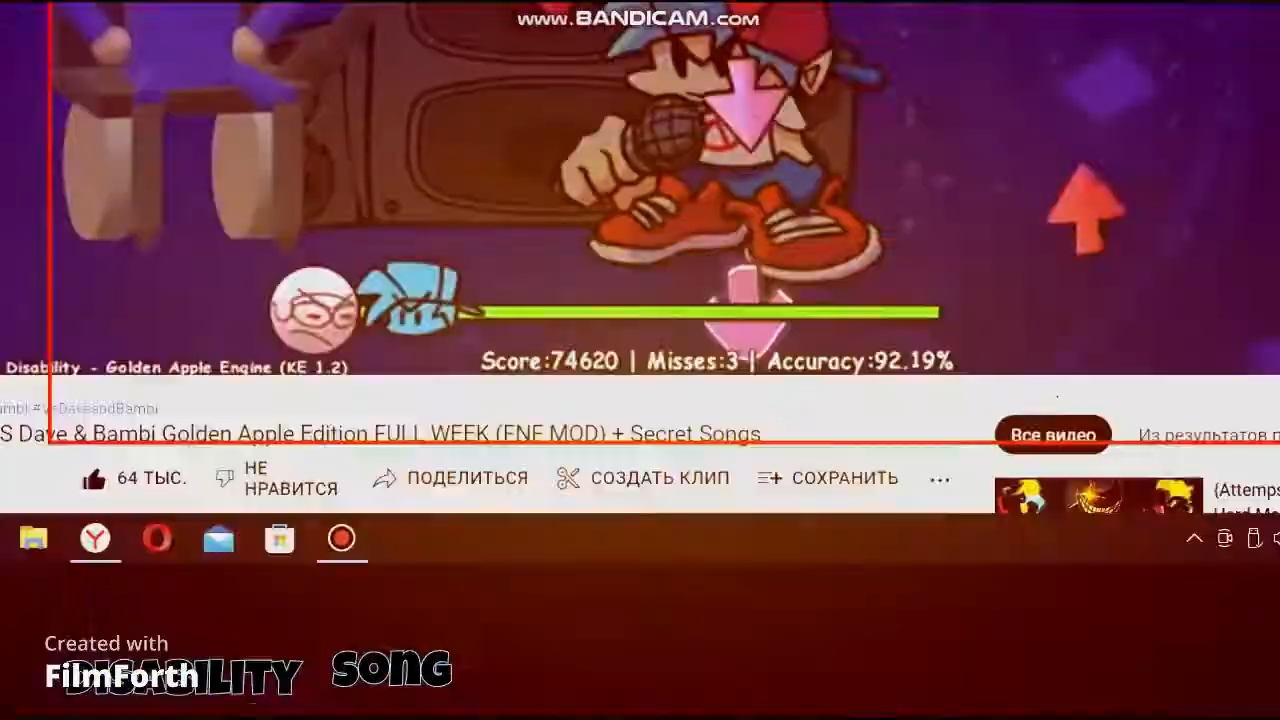 www.BANDICAM.com
Score:74620 | Misses:3 | Accuracy:92.19%
Disability - Golden Apple Engine (KE 1.2)
#VsDaveandBambi
S Dave & Bambi Golden Apple Edition FULL WEEK (FNF MOD) + Secret Songs
Все видео
Из результатов п
64 ТЫС.
НЕ НРАВИТСЯ
ПОДЕЛИТЬСЯ
СОЗДАТЬ КЛИП
СОХРАНИТЬ
(Attemps
Created with
FilmForth
DISABILITY SONG